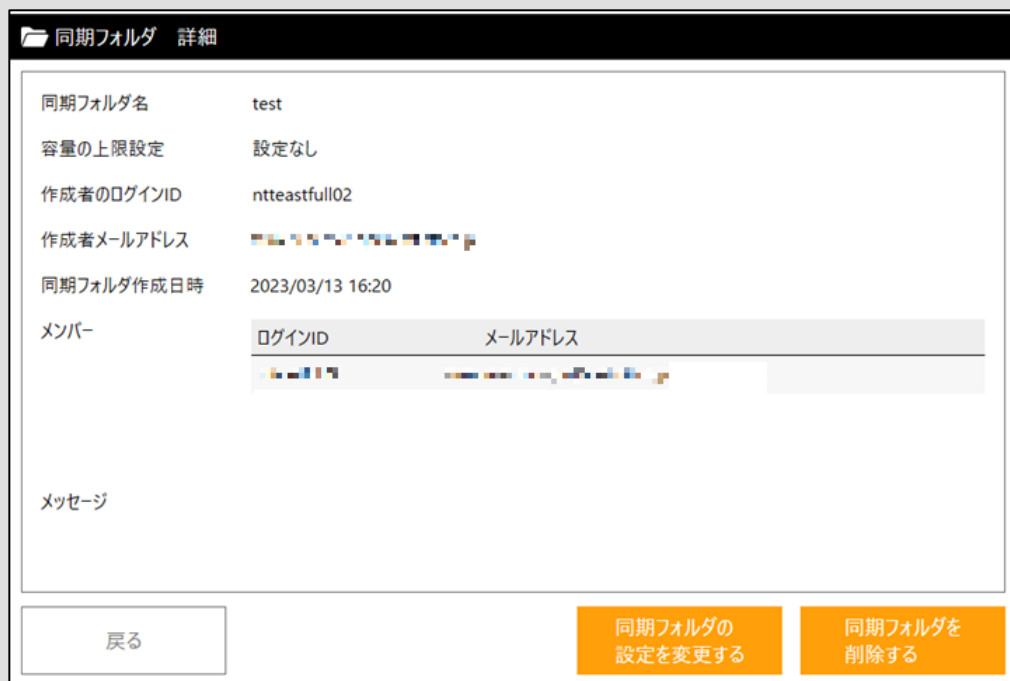 同期フォルダ 詳細
同期フォルダ名 test
容量の上限設定 設定なし
作成者のログインID ntteastfull02
作成者メールアドレス
同期フォルダ作成日時 2023/03/13 16:20
メンバー
ログインID メールアドレス
メッセージ
戻る
同期フォルダの
設定を変更する
同期フォルダを
削除する